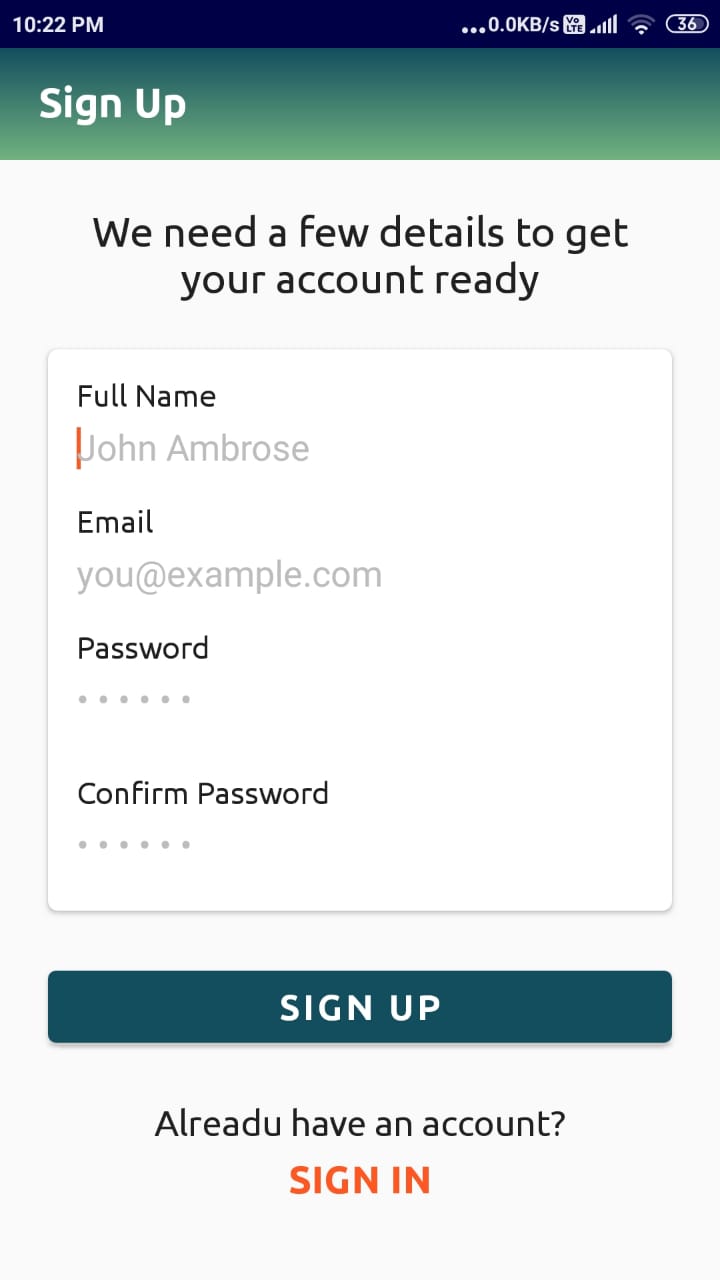 10:22 PM ...0.0KB/s Vo LTE 36
Sign Up
We need a few details to get
your account ready
Full Name
John Ambrose
Email
you@example.com
Password
••••••
Confirm Password
••••••
SIGN UP
Alreadu have an account?
SIGN IN